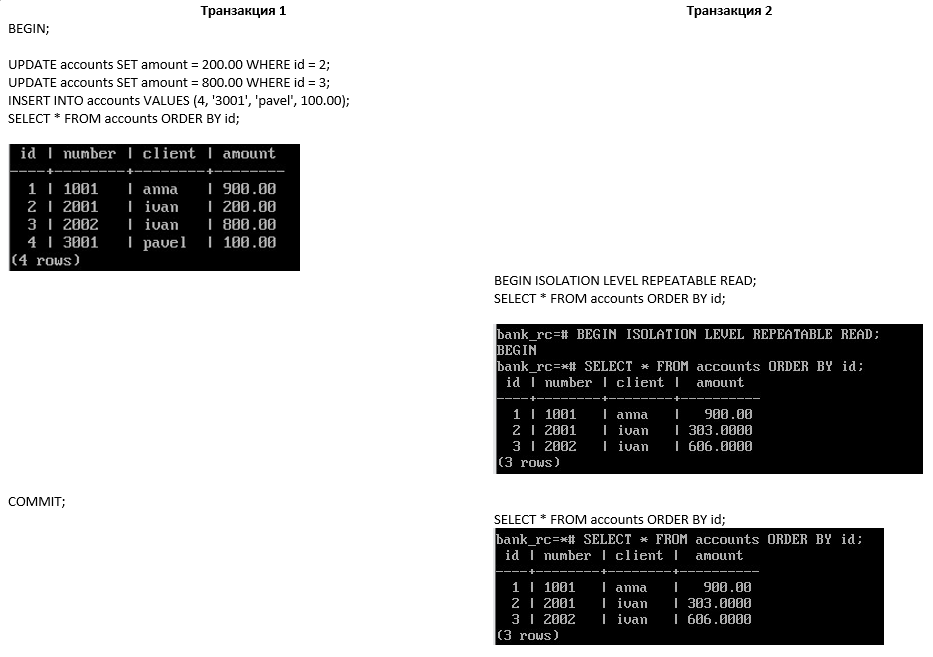 Транзакция 1
Транзакция 2
BEGIN;
UPDATE accounts SET amount = 200.00 WHERE id = 2;
UPDATE accounts SET amount = 800.00 WHERE id = 3;
INSERT INTO accounts VALUES (4, '3001', 'pavel', 100.00);
SELECT * FROM accounts ORDER BY id;
id | number | client | amount
----+--------+--------+--------
1 | 1001 | anna | 900.00
2 | 2001 | ivan | 200.00
3 | 2002 | ivan | 800.00
4 | 3001 | pavel | 100.00
(4 rows)
BEGIN ISOLATION LEVEL REPEATABLE READ;
SELECT * FROM accounts ORDER BY id;
bank_rc=# BEGIN ISOLATION LEVEL REPEATABLE READ;
BEGIN
bank_rc=*# SELECT * FROM accounts ORDER BY id;
id | number | client | amount
----+--------+--------+----------
1 | 1001 | anna | 900.00
2 | 2001 | ivan | 303.0000
3 | 2002 | ivan | 606.0000
(3 rows)
COMMIT;
SELECT * FROM accounts ORDER BY id;
bank_rc=*# SELECT * FROM accounts ORDER BY id;
id | number | client | amount
----+--------+--------+----------
1 | 1001 | anna | 900.00
2 | 2001 | ivan | 303.0000
3 | 2002 | ivan | 606.0000
(3 rows)